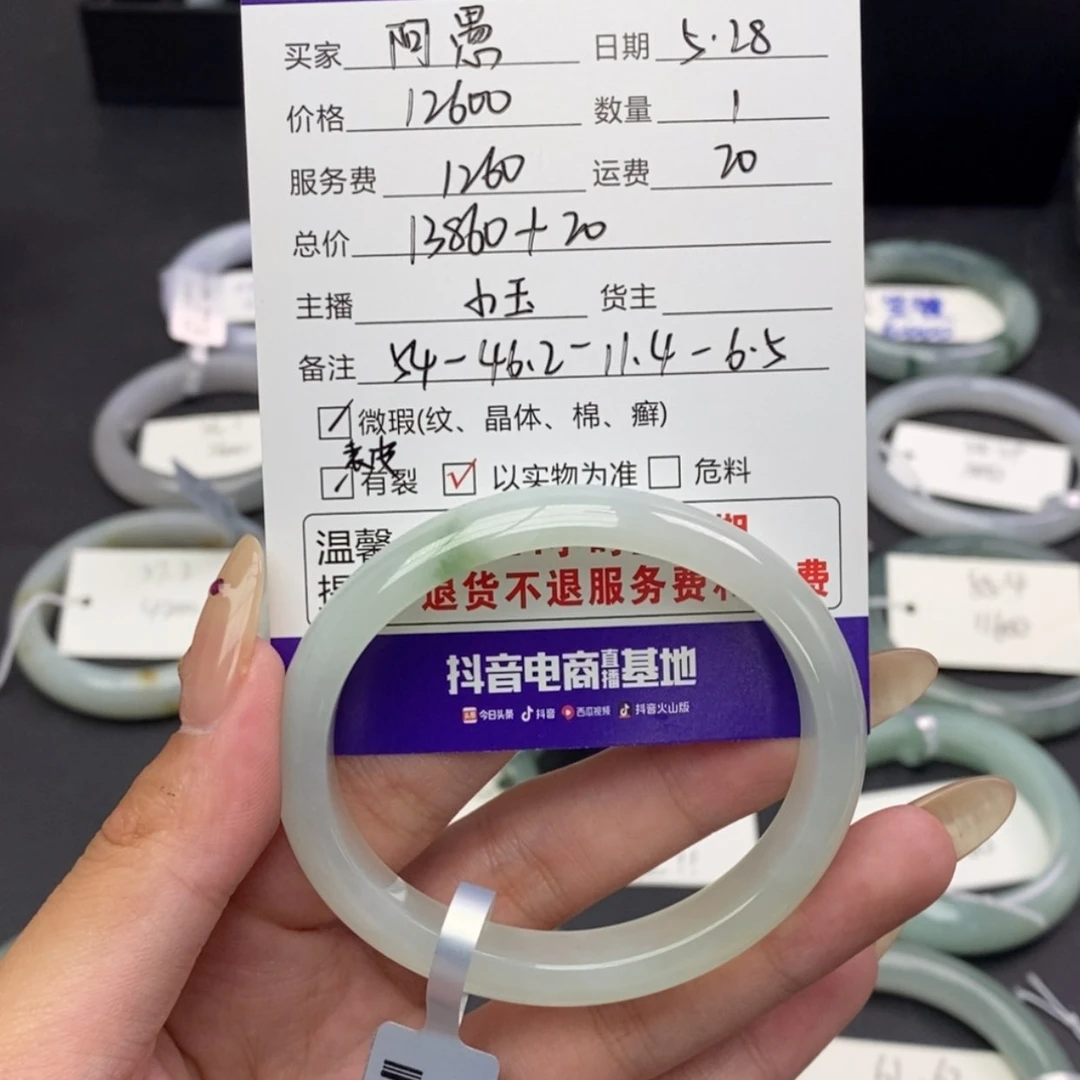 买家 阿愚 日期 5.28
价格 12600 数量 1
服务费 1260 运费 20
总价 13860+20
主播 小玉 货主
备注 54-46.2-11.4-6.5
微瑕(纹、晶体、棉、癣)
表皮
有裂 以实物为准 危料
温馨
退货不退服务费 费
抖音电商直播基地
今日头条 抖音 西瓜视频 抖音火山版